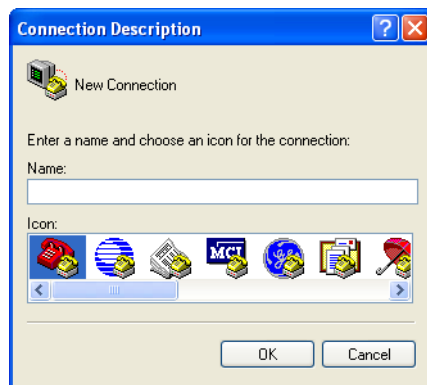 Connection Description
New Connection
Enter a name and choose an icon for the connection:
Name:
Icon:
MCI
OK
Cancel